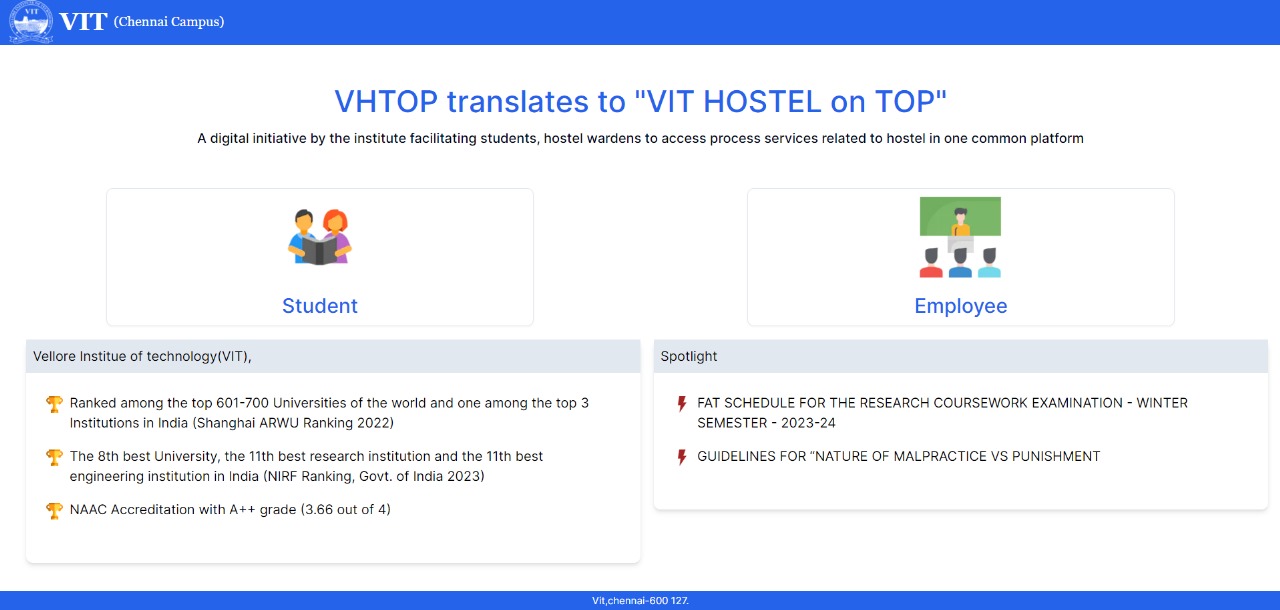 VIT
VIT (Chennai Campus)
VHTOP translates to "VIT HOSTEL on TOP"
A digital initiative by the institute facilitating students, hostel wardens to access process services related to hostel in one common platform
Student
Employee
Vellore Institue of technology(VIT),
Ranked among the top 601-700 Universities of the world and one among the top 3
Institutions in India (Shanghai ARWU Ranking 2022)
The 8th best University, the 11th best research institution and the 11th best
engineering institution in India (NIRF Ranking, Govt. of India 2023)
NAAC Accreditation with A++ grade (3.66 out of 4)
Spotlight
FAT SCHEDULE FOR THE RESEARCH COURSEWORK EXAMINATION - WINTER
SEMESTER - 2023-24
GUIDELINES FOR “NATURE OF MALPRACTICE VS PUNISHMENT
Vit,chennai-600 127.